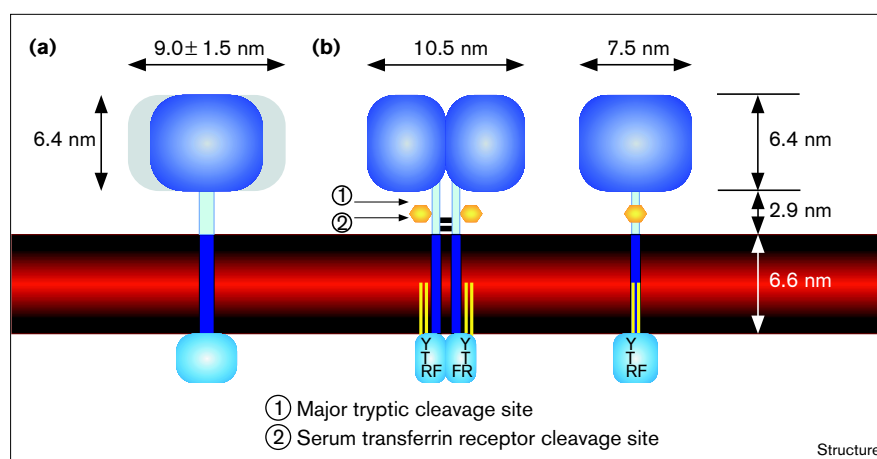 (a)
9.0 ± 1.5 nm
(b)
10.5 nm
7.5 nm
6.4 nm
6.4 nm
①
②
2.9 nm
6.6 nm
Y
T
RF
Y
T
FR
Y
T
RF
① Major tryptic cleavage site
② Serum transferrin receptor cleavage site
Structure